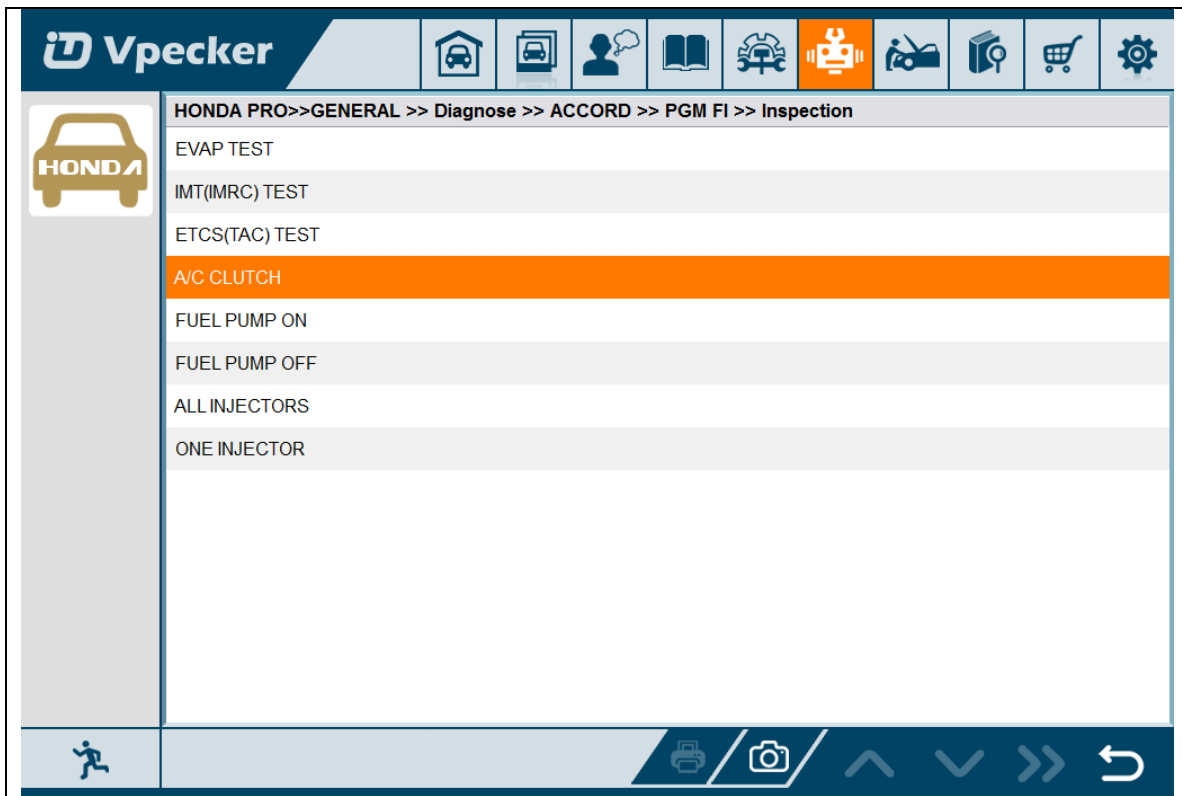 Vpecker
HONDA PRO>>GENERAL >> Diagnose >> ACCORD >> PGM FI >> Inspection
HONDA
EVAP TEST
IMT(IMRC) TEST
ETCS(TAC) TEST
A/C CLUTCH
FUEL PUMP ON
FUEL PUMP OFF
ALL INJECTORS
ONE INJECTOR